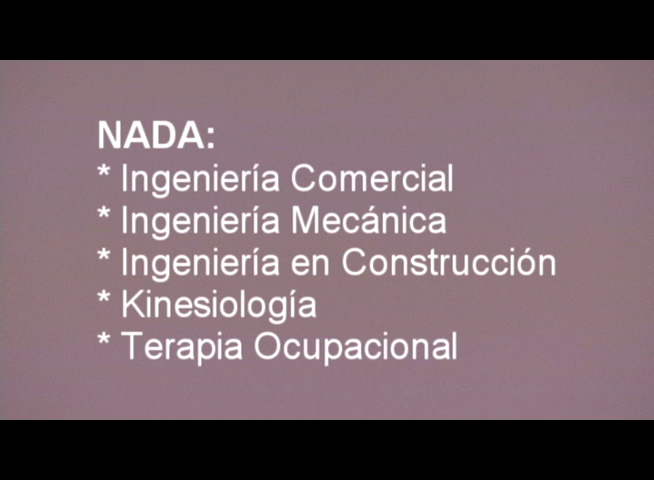 NADA:
* Ingeniería Comercial
* Ingeniería Mecánica
* Ingeniería en Construcción
* Kinesiología
* Terapia Ocupacional